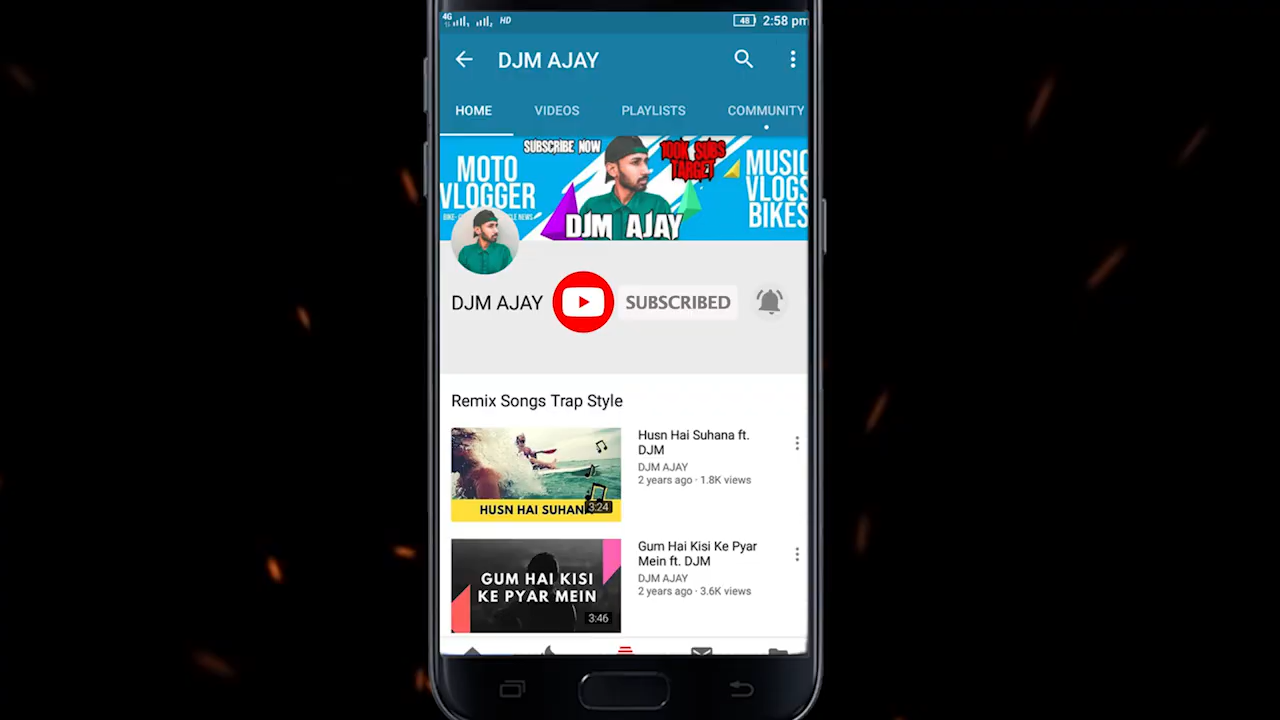 4G HD 48 2:58 pm
DJM AJAY
HOME VIDEOS PLAYLISTS COMMUNITY
SUBSCRIBE NOW
100K SUBS
TARGET
MOTO
VLOGGER
MUSIC
VLOGS
BIKES
DJM AJAY
DJM AJAY SUBSCRIBED
Remix Songs Trap Style
HUSN HAI SUHAN
3:24
Husn Hai Suhana ft.
DJM
DJM AJAY
2 years ago · 1.8K views
GUM HAI KISI
KE PYAR MEIN
3:46
Gum Hai Kisi Ke Pyar
Mein ft. DJM
DJM AJAY
2 years ago · 3.6K views